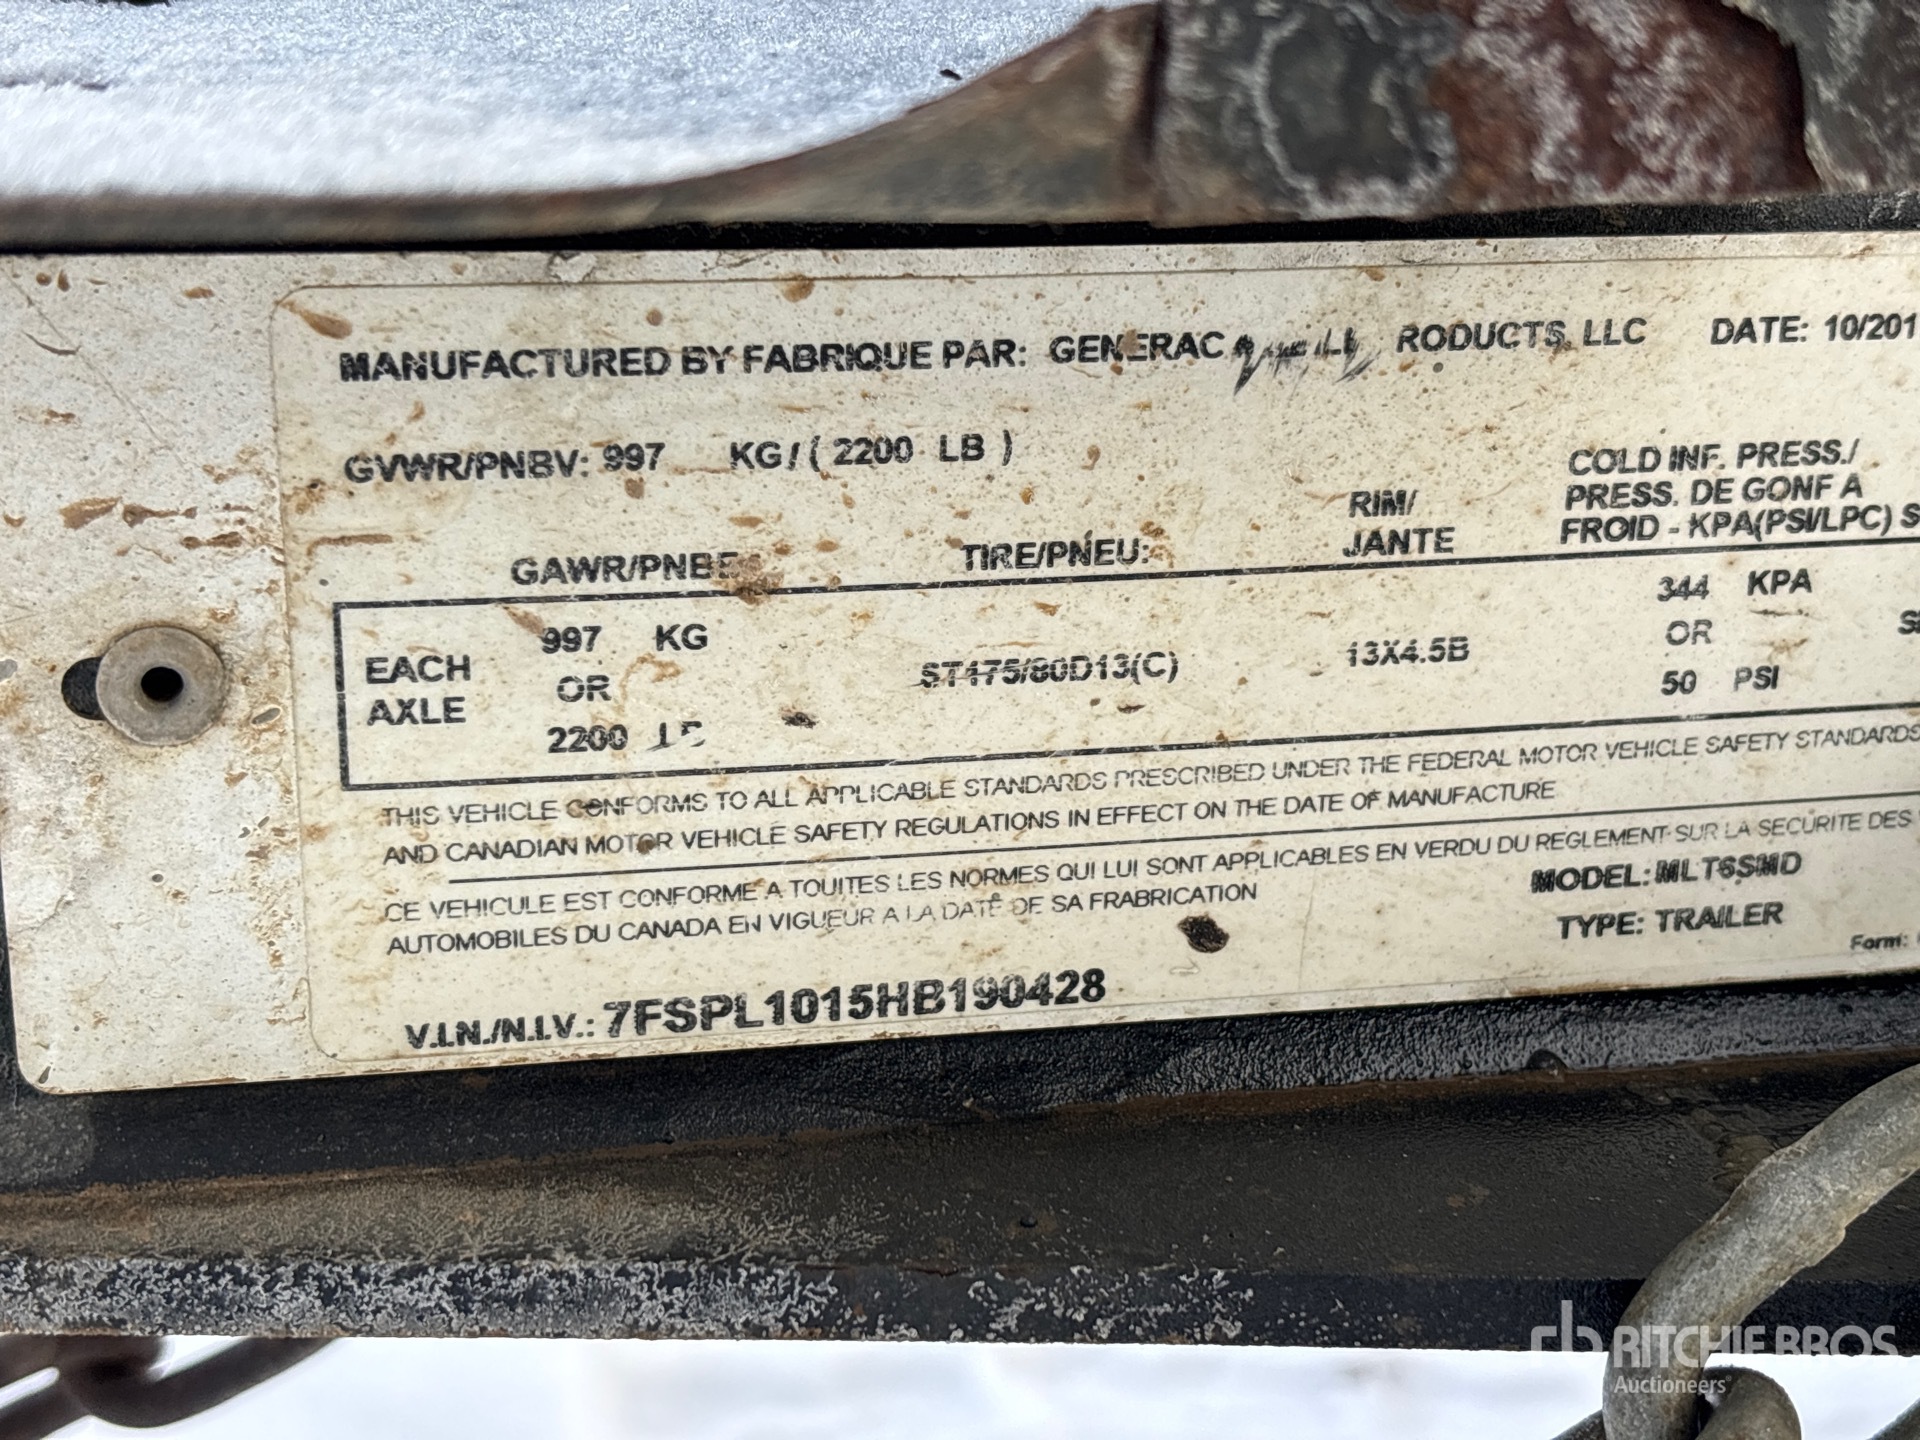 MANUFACTURED BY FABRIQUE PAR: GENERAC RODUCTS, LLC DATE: 10/201
GVWR/PNBV: 997 KG / ( 2200 LB )
GAWR/PNBE TIRE/PNEU: RIM/ JANTE COLD INF. PRESS./
PRESS. DE GONF A
FROID - KPA(PSI/LPC) S
EACH AXLE 997 KG OR 2200 LB ST175/80D13(C) 13X4.5B 344 KPA OR 50 PSI
THIS VEHICLE CONFORMS TO ALL APPLICABLE STANDARDS PRESCRIBED UNDER THE FEDERAL MOTOR VEHICLE SAFETY STANDARDS
AND CANADIAN MOTOR VEHICLE SAFETY REGULATIONS IN EFFECT ON THE DATE OF MANUFACTURE
CE VEHICULE EST CONFORME A TOUITES LES NORMES QUI LUI SONT APPLICABLES EN VERDU DU REGLEMENT SUR LA SECURITE DES
AUTOMOBILES DU CANADA EN VIGUEUR A LA DATE DE SA FRABRICATION
MODEL: MLT6SMD
TYPE: TRAILER
Form:
V.I.N./N.I.V.: 7FSPL1015HB190428
rb RITCHIE BROS
Auctioneers